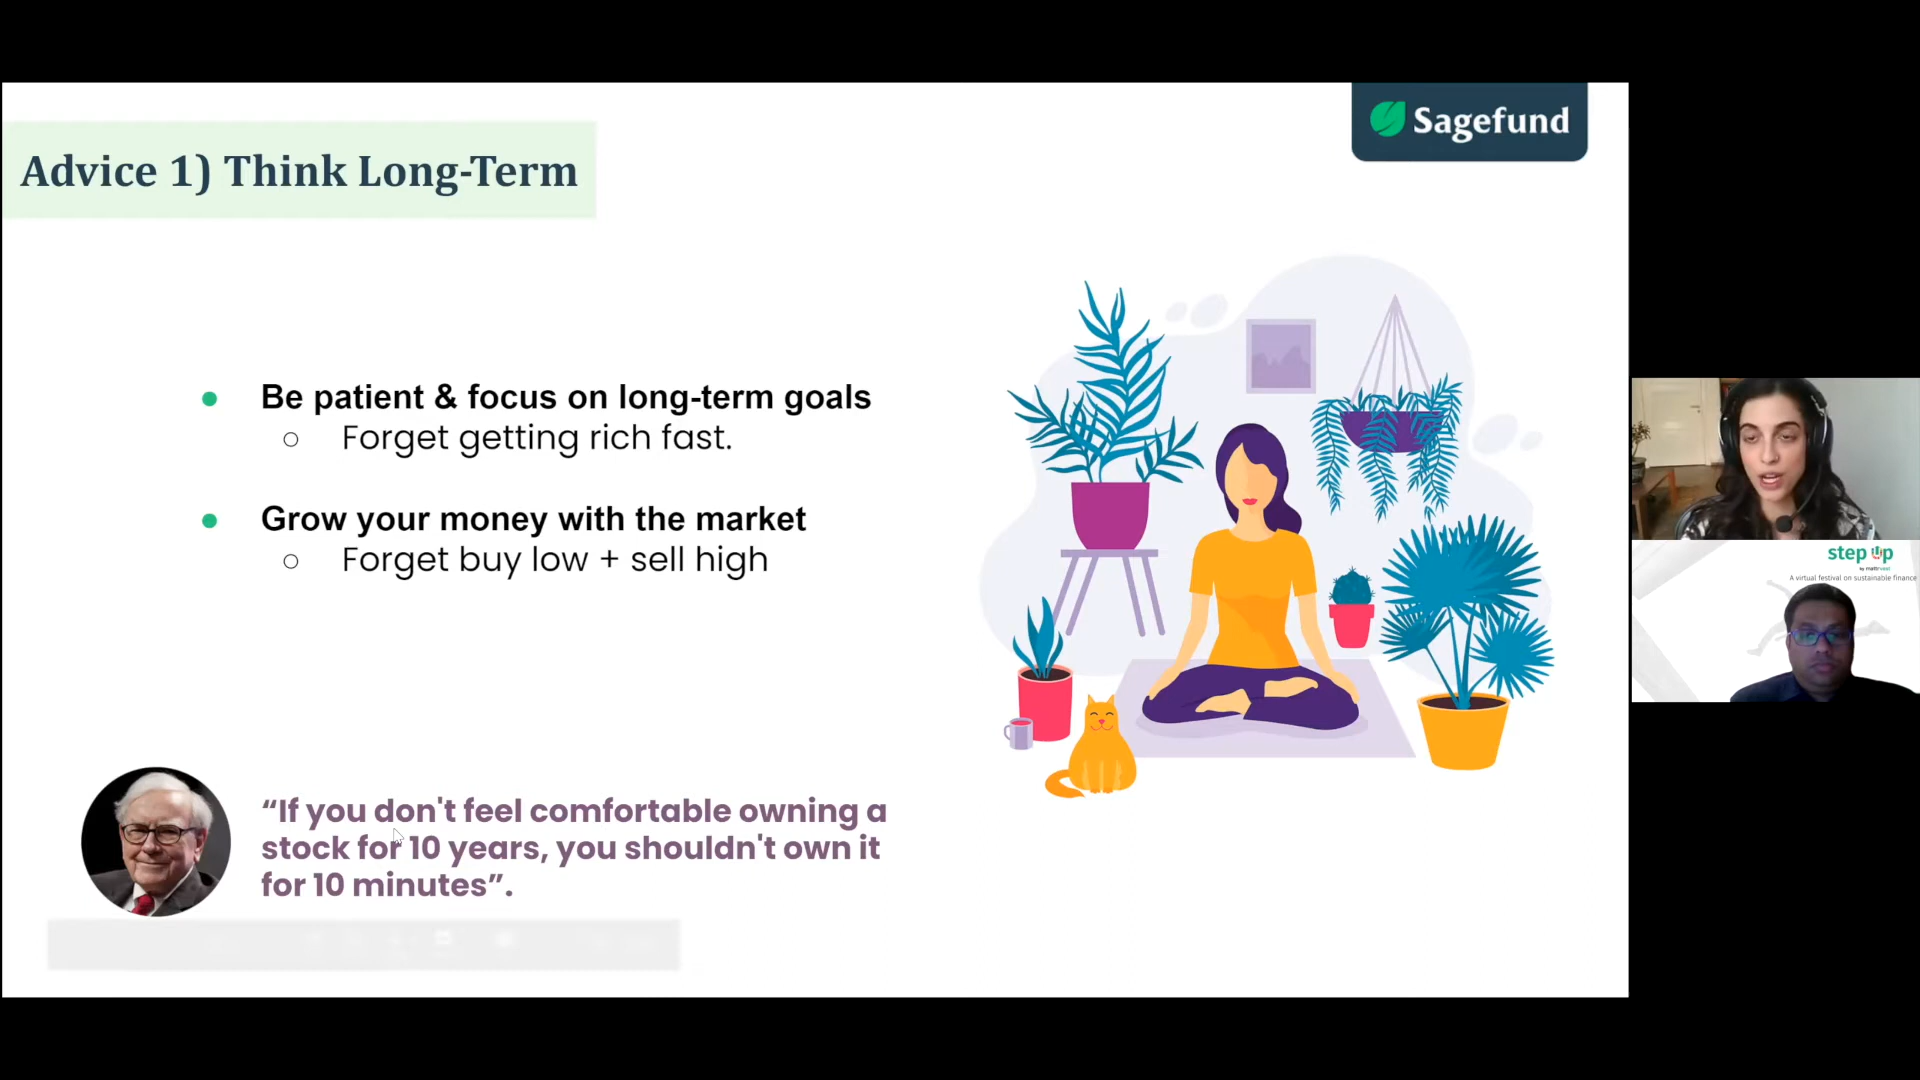 Sagefund
Advice 1) Think Long-Term
Be patient & focus on long-term goals
Forget getting rich fast.
Grow your money with the market
Forget buy low + sell high
“If you don't feel comfortable owning a
stock for 10 years, you shouldn't own it
for 10 minutes”.
step up
by mattrvest
A virtual festival on sustainable finance